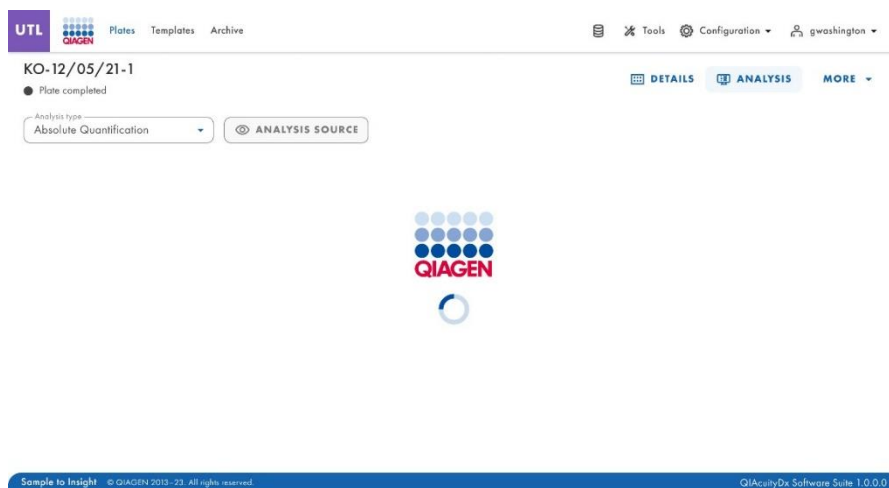 UTL
QIAGEN
Plates Templates Archive
Tools Configuration gwashington
KO-12/05/21-1
Plate completed
DETAILS ANALYSIS MORE
Analysis type
Absolute Quantification
ANALYSIS SOURCE
QIAGEN
Sample to Insight © QIAGEN 2013-23. All rights reserved. QIAcuityDx Software Suite 1.0.0.0